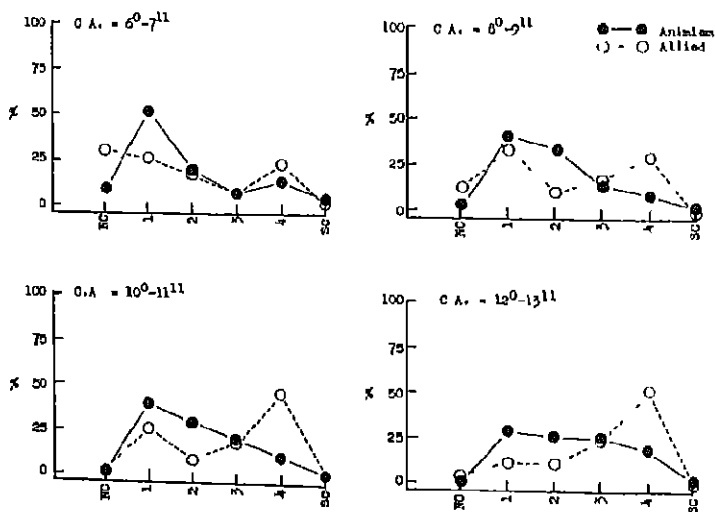 C A. = 6⁰-7¹¹
100
75
50
25
0
%
NC
1
2
3
4
SC
C A. = 8⁰-9¹¹
Animism
Allied
100
75
50
25
0
%
NC
1
2
3
4
SC
C.A = 10⁰-11¹¹
100
75
50
25
0
%
NC
1
2
3
4
SC
C A. = 12⁰-13¹¹
100
75
50
25
0
%
NC
1
2
3
4
SC